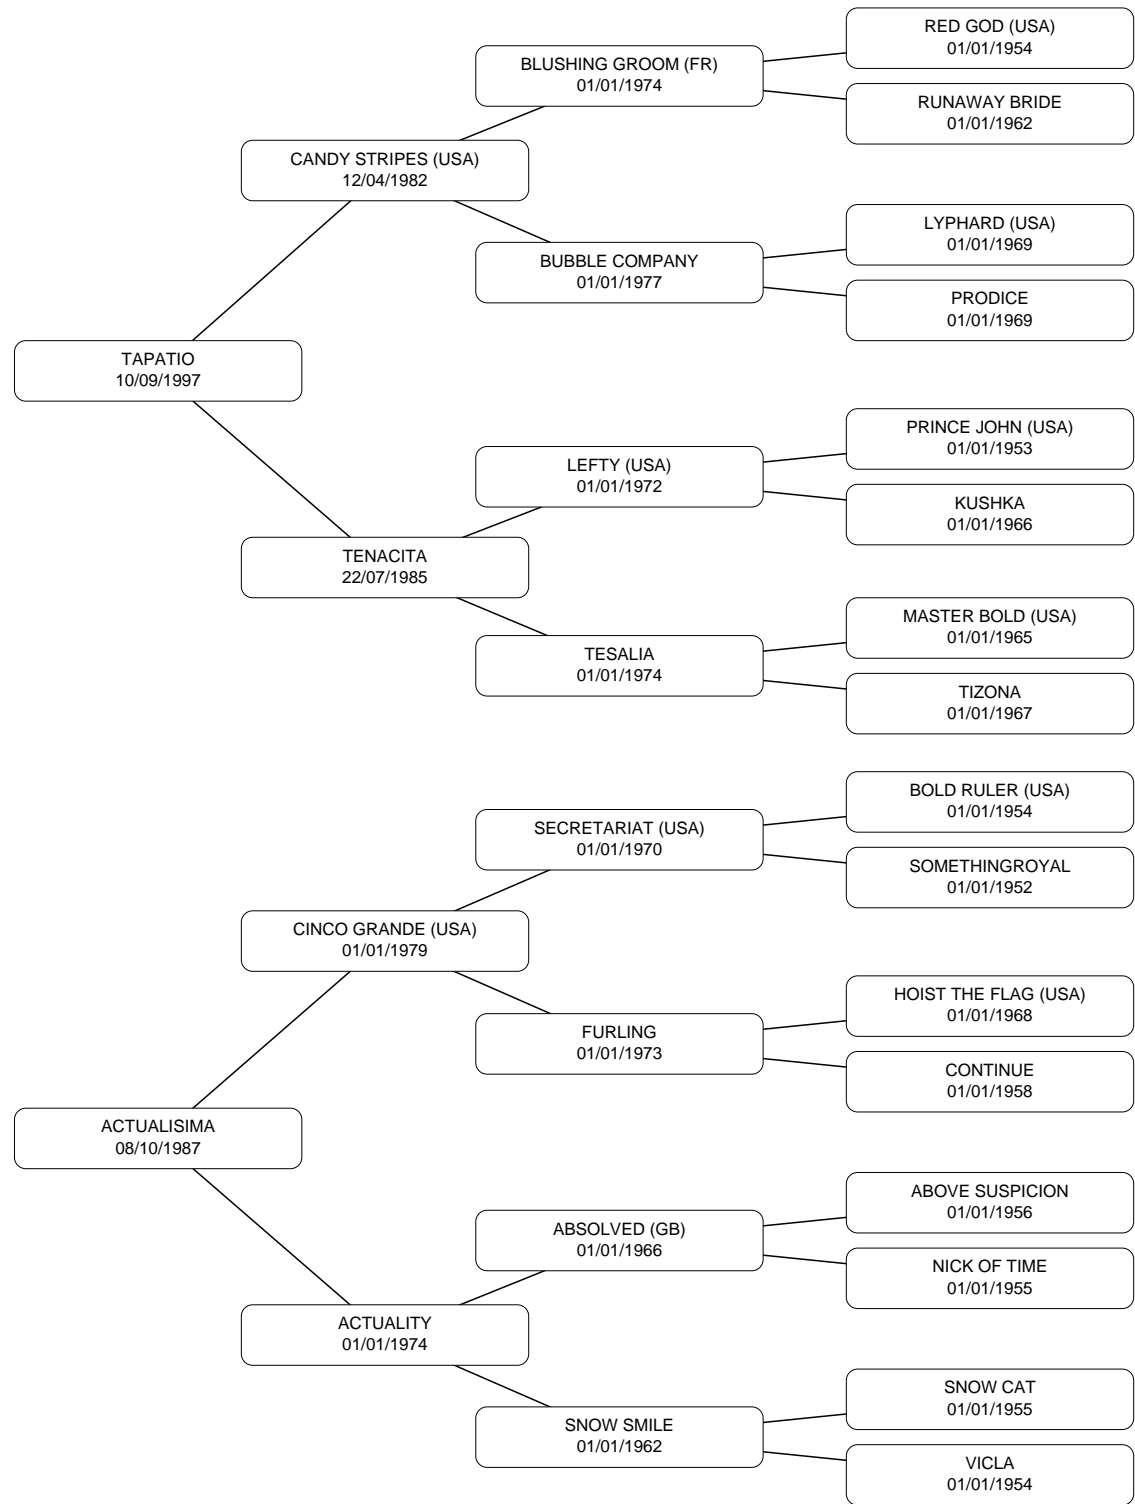 RED GOD (USA)
01/01/1954
BLUSHING GROOM (FR)
01/01/1974
RUNAWAY BRIDE
01/01/1962
CANDY STRIPES (USA)
12/04/1982
LYPHARD (USA)
01/01/1969
BUBBLE COMPANY
01/01/1977
PRODICE
01/01/1969
TAPATIO
10/09/1997
PRINCE JOHN (USA)
01/01/1953
LEFTY (USA)
01/01/1972
KUSHKA
01/01/1966
TENACITA
22/07/1985
MASTER BOLD (USA)
01/01/1965
TESALIA
01/01/1974
TIZONA
01/01/1967
BOLD RULER (USA)
01/01/1954
SECRETARIAT (USA)
01/01/1970
SOMETHINGROYAL
01/01/1952
CINCO GRANDE (USA)
01/01/1979
HOIST THE FLAG (USA)
01/01/1968
FURLING
01/01/1973
CONTINUE
01/01/1958
ACTUALISIMA
08/10/1987
ABOVE SUSPICION
01/01/1956
ABSOLVED (GB)
01/01/1966
NICK OF TIME
01/01/1955
ACTUALITY
01/01/1974
SNOW CAT
01/01/1955
SNOW SMILE
01/01/1962
VICLA
01/01/1954